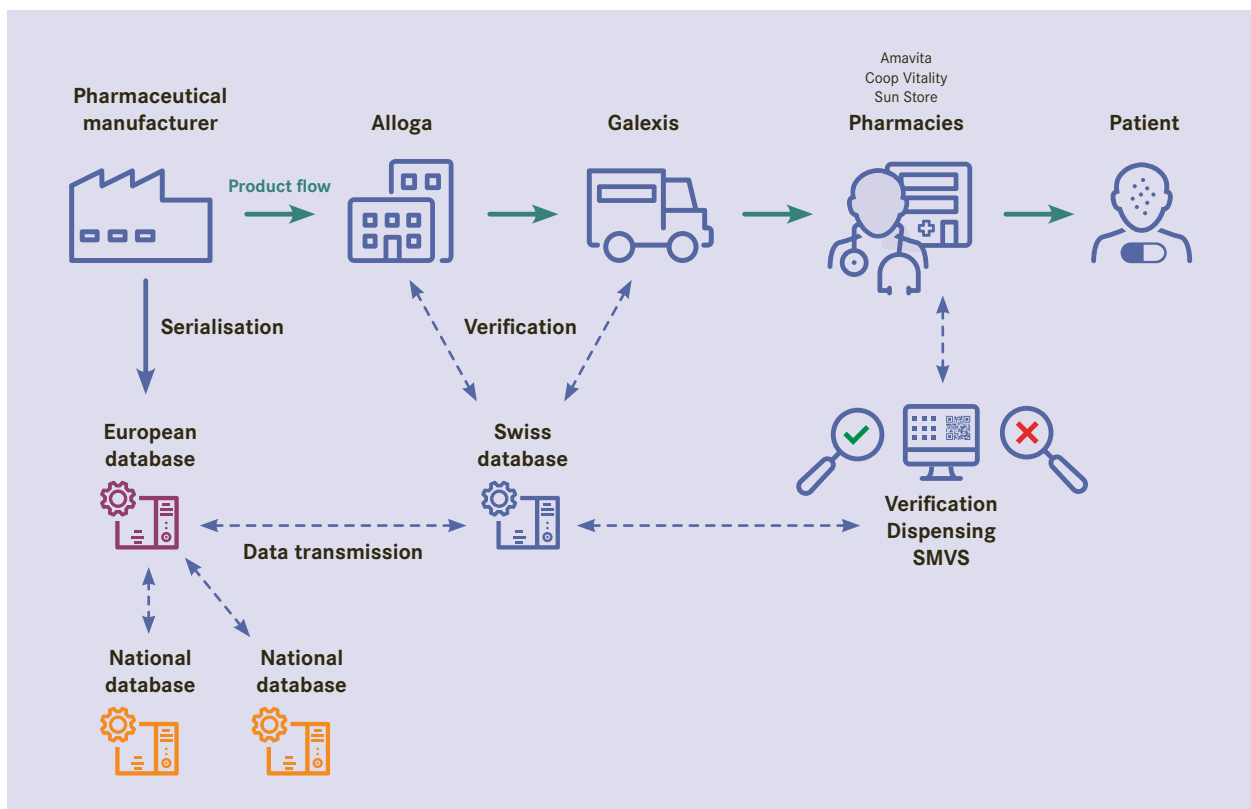 Amavita
Coop Vitality
Sun Store
Pharmaceutical
manufacturer
Alloga
Galexis
Pharmacies
Patient
Product flow
Serialisation
Verification
European
database
Swiss
database
Data transmission
Verification
Dispensing
SMVS
National
database
National
database